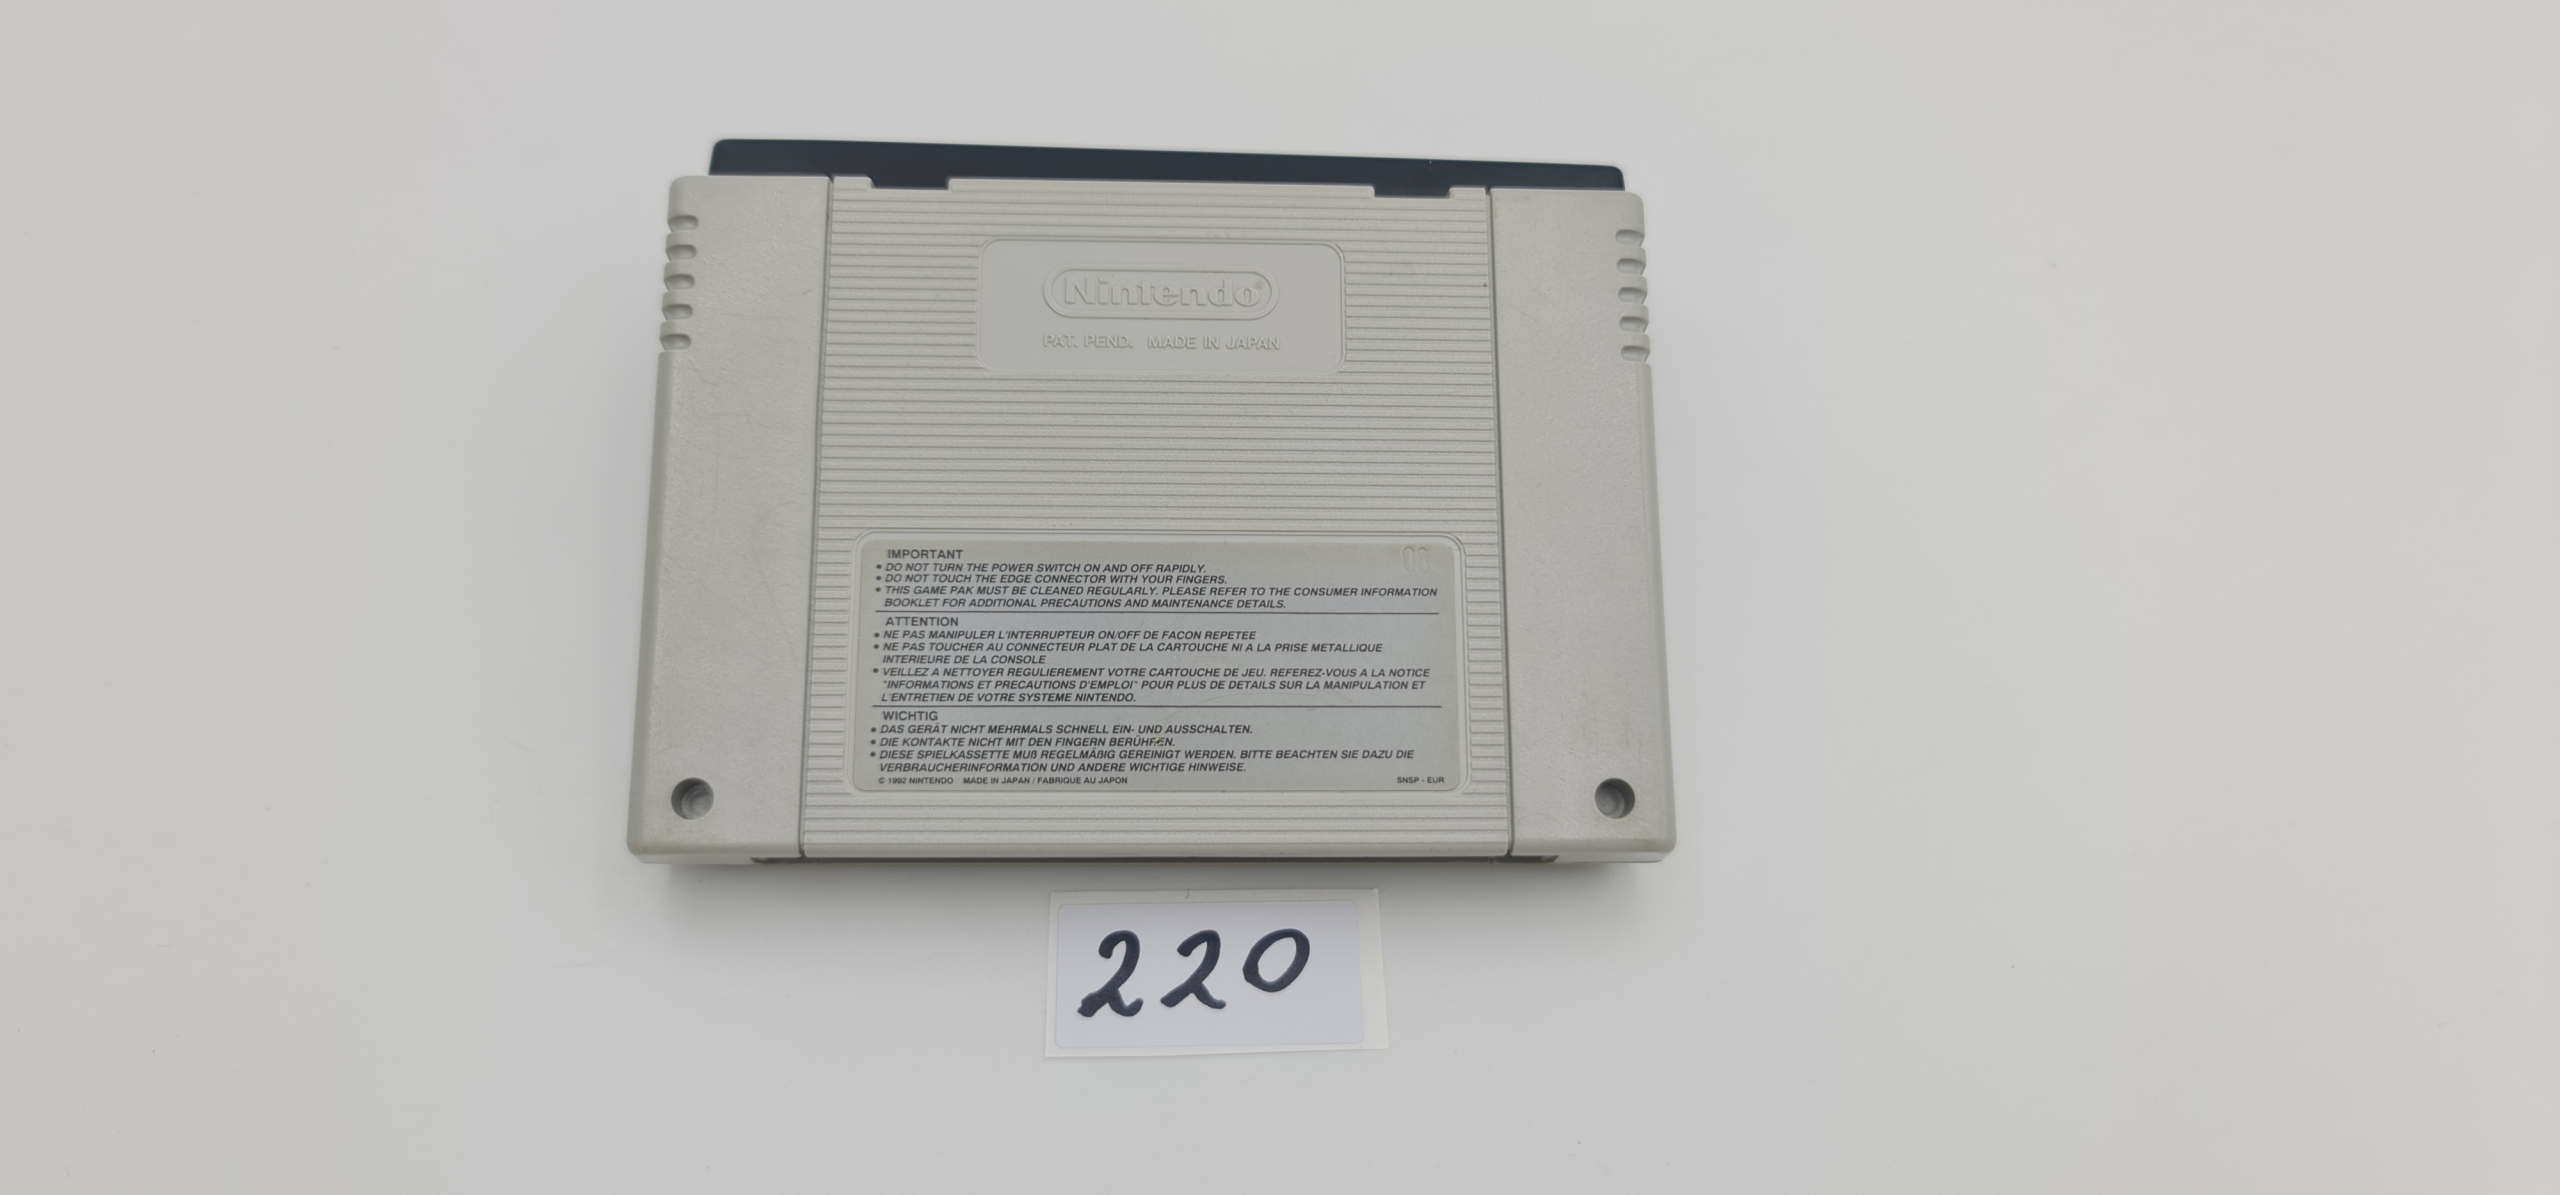 Nintendo®
PAT. PEND. MADE IN JAPAN
IMPORTANT
• DO NOT TURN THE POWER SWITCH ON AND OFF RAPIDLY.
• DO NOT TOUCH THE EDGE CONNECTOR WITH YOUR FINGERS.
• THIS GAME PAK MUST BE CLEANED REGULARLY. PLEASE REFER TO THE CONSUMER INFORMATION
BOOKLET FOR ADDITIONAL PRECAUTIONS AND MAINTENANCE DETAILS.
ATTENTION
• NE PAS MANIPULER L'INTERRUPTEUR ON/OFF DE FACON REPETEE
• NE PAS TOUCHER AU CONNECTEUR PLAT DE LA CARTOUCHE NI A LA PRISE METALLIQUE
INTERIEURE DE LA CONSOLE
• VEILLEZ A NETTOYER REGULIEREMENT VOTRE CARTOUCHE DE JEU. REFEREZ-VOUS A LA NOTICE
"INFORMATIONS ET PRECAUTIONS D'EMPLOI" POUR PLUS DE DETAILS SUR LA MANIPULATION ET
L'ENTRETIEN DE VOTRE SYSTEME NINTENDO.
WICHTIG
• DAS GERÄT NICHT MEHRMALS SCHNELL EIN- UND AUSSCHALTEN.
• DIE KONTAKTE NICHT MIT DEN FINGERN BERÜHREN.
• DIESE SPIELKASSETTE MUß REGELMÄßIG GEREINIGT WERDEN. BITTE BEACHTEN SIE DAZU DIE
VERBRAUCHERINFORMATION UND ANDERE WICHTIGE HINWEISE.
© 1992 NINTENDO MADE IN JAPAN / FABRIQUE AU JAPON SNSP - EUR
220